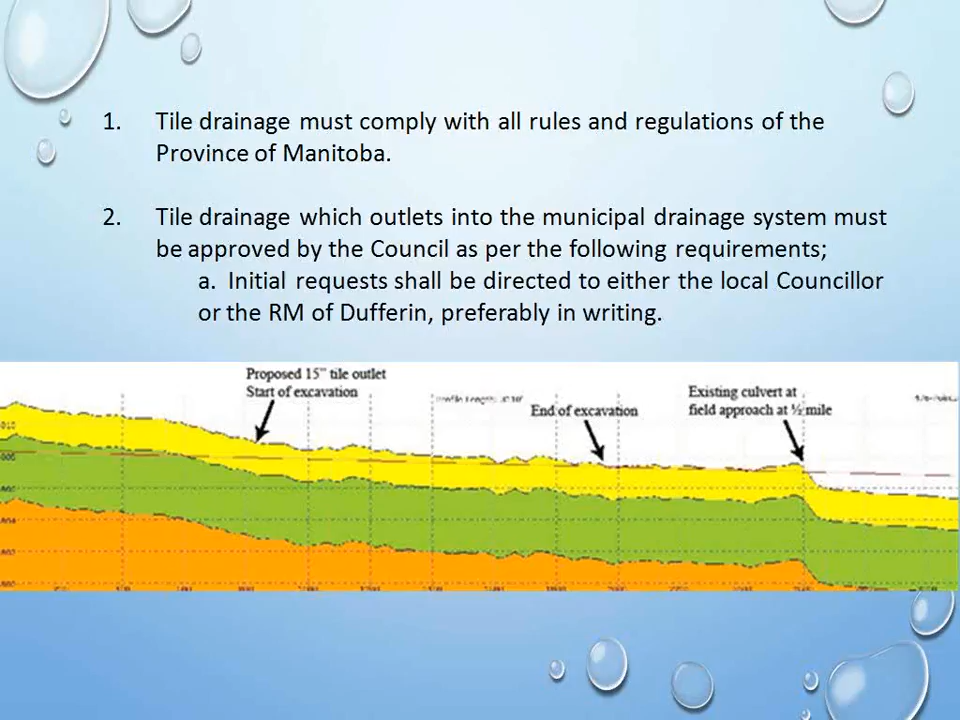 1. Tile drainage must comply with all rules and regulations of the
Province of Manitoba.
2. Tile drainage which outlets into the municipal drainage system must
be approved by the Council as per the following requirements;
a. Initial requests shall be directed to either the local Councillor
or the RM of Dufferin, preferably in writing.
Proposed 15" tile outlet
Start of excavation
End of excavation
Existing culvert at
field approach at ½ mile